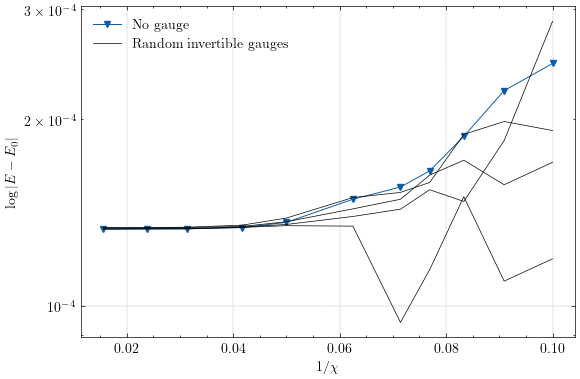 No gauge
Random invertible gauges
3 × 10⁻⁴
2 × 10⁻⁴
10⁻⁴
log |E − E₀|
0.02 0.04 0.06 0.08 0.10
1/χ